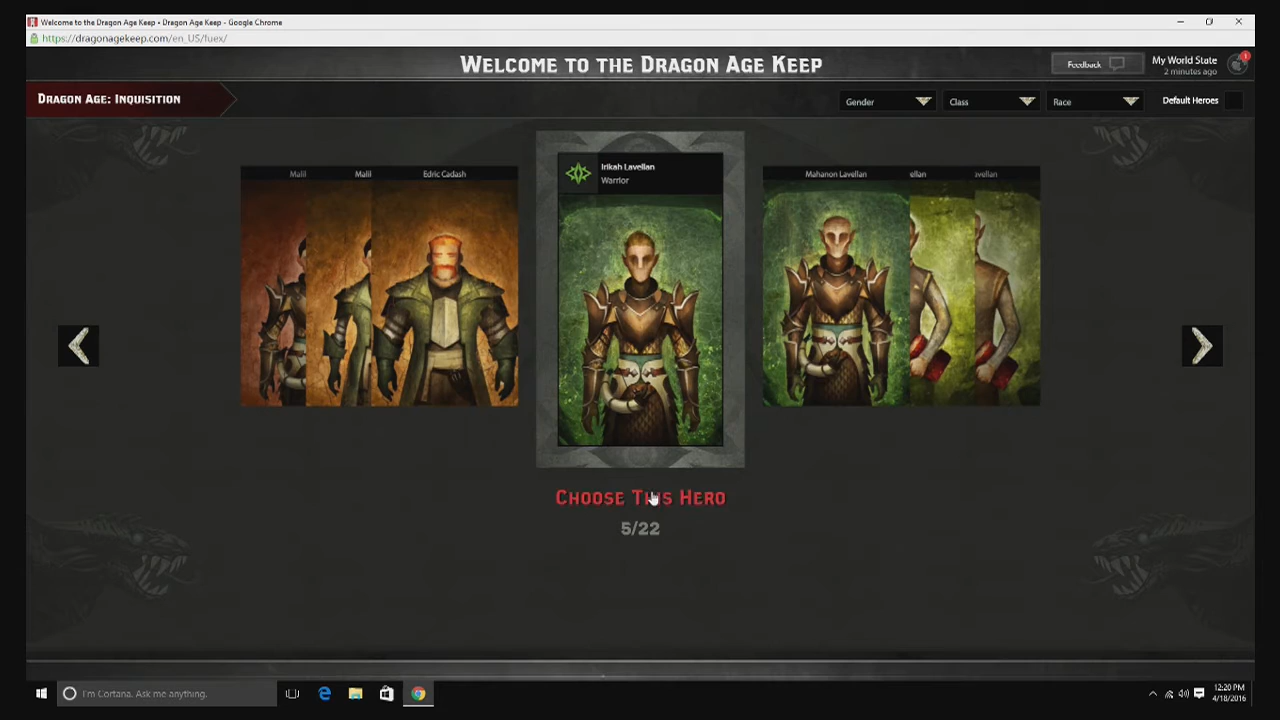 Welcome to the Dragon Age Keep • Dragon Age Keep - Google Chrome
https://dragonagekeep.com/en_US/fuex/
Welcome to the Dragon Age Keep
Feedback
My World State
2 minutes ago
1
Dragon Age: Inquisition
Gender
Class
Race
Default Heroes
Malil
Malil
Edric Cadash
Irikah Lavellan
Warrior
Mahanon Lavellan
ellan
avellan
Choose This Hero
5/22
I'm Cortana. Ask me anything.
12:20 PM
4/18/2016